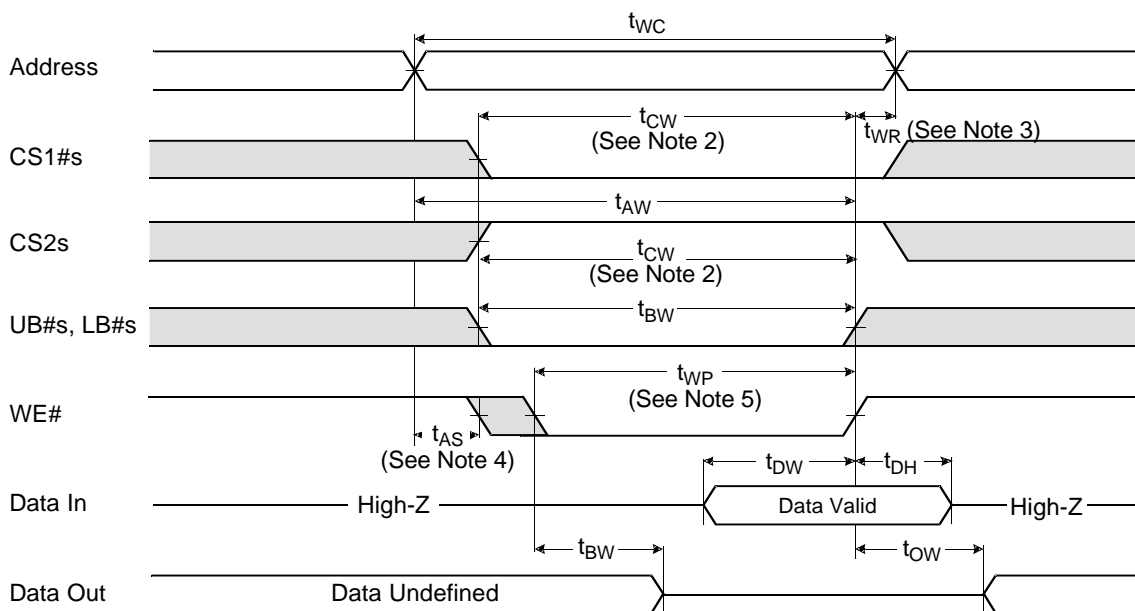 tWC
Address
tCW
(See Note 2)
tWR (See Note 3)
CS1#s
tAW
CS2s
tCW
(See Note 2)
tBW
UB#s, LB#s
tWP
(See Note 5)
WE#
tAS
(See Note 4)
tDW
tDH
Data In
High-Z
Data Valid
High-Z
tBW
tOW
Data Out
Data Undefined